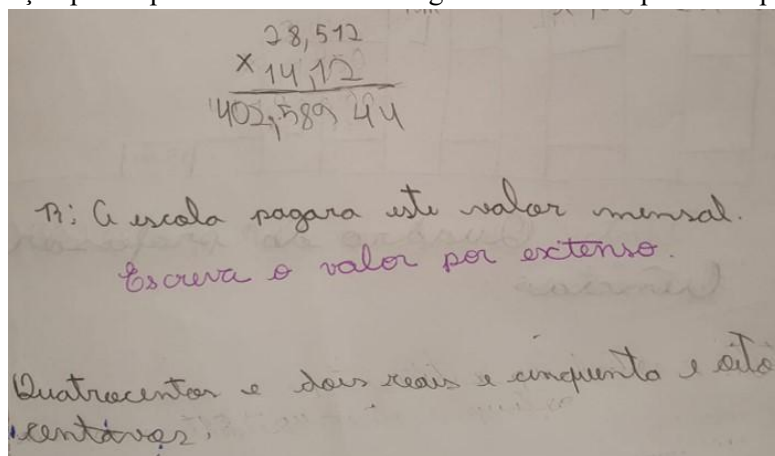 28,512
x 14,12
402,589 44
R: A escola pagara este valor mensal.
Escreva o valor por extenso.
Quatrocentos e dois reais e cinquenta e oito
centavos.